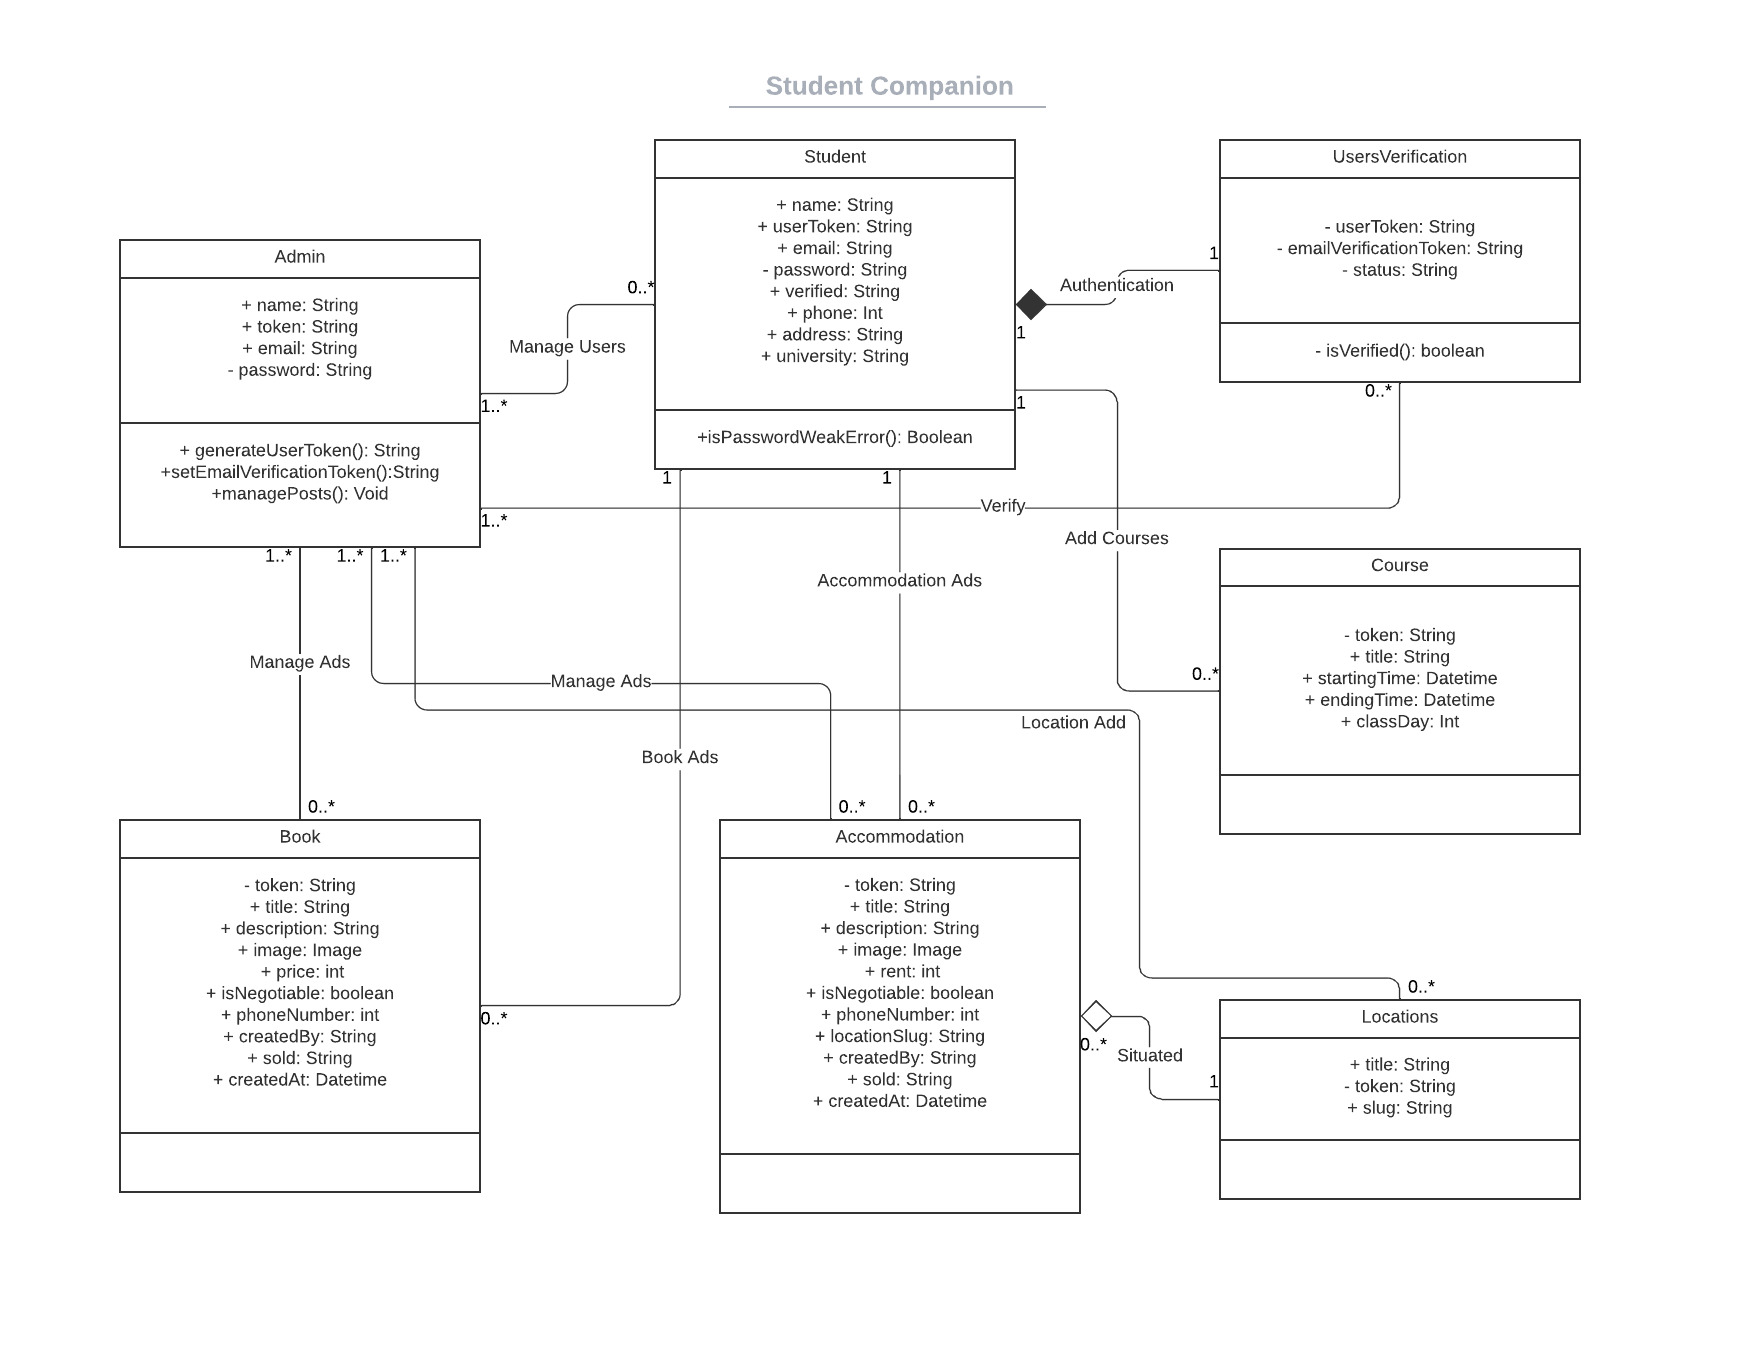 Student Companion
Student
+ name: String
+ userToken: String
+ email: String
- password: String
+ verified: String
+ phone: Int
+ address: String
+ university: String
+isPasswordWeakError(): Boolean
UsersVerification
- userToken: String
- emailVerificationToken: String
- status: String
- isVerified(): boolean
Admin
+ name: String
+ token: String
+ email: String
- password: String
+ generateUserToken(): String
+setEmailVerificationToken():String
+managePosts(): Void
0..*
Manage Users
1..*
1
Authentication
1
1
0..*
1
1
1..*
Verify
Add Courses
1..*
1..*
1..*
Accommodation Ads
Course
- token: String
+ title: String
+ startingTime: Datetime
+ endingTime: Datetime
+ classDay: Int
Manage Ads
Manage Ads
0..*
Location Add
Book Ads
0..*
0..*
0..*
Book
- token: String
+ title: String
+ description: String
+ image: Image
+ price: int
+ isNegotiable: boolean
+ phoneNumber: int
+ createdBy: String
+ sold: String
+ createdAt: Datetime
0..*
Accommodation
- token: String
+ title: String
+ description: String
+ image: Image
+ rent: int
+ isNegotiable: boolean
+ phoneNumber: int
+ locationSlug: String
+ createdBy: String
+ sold: String
+ createdAt: Datetime
0..*
0..*
Situated
1
Locations
+ title: String
- token: String
+ slug: String